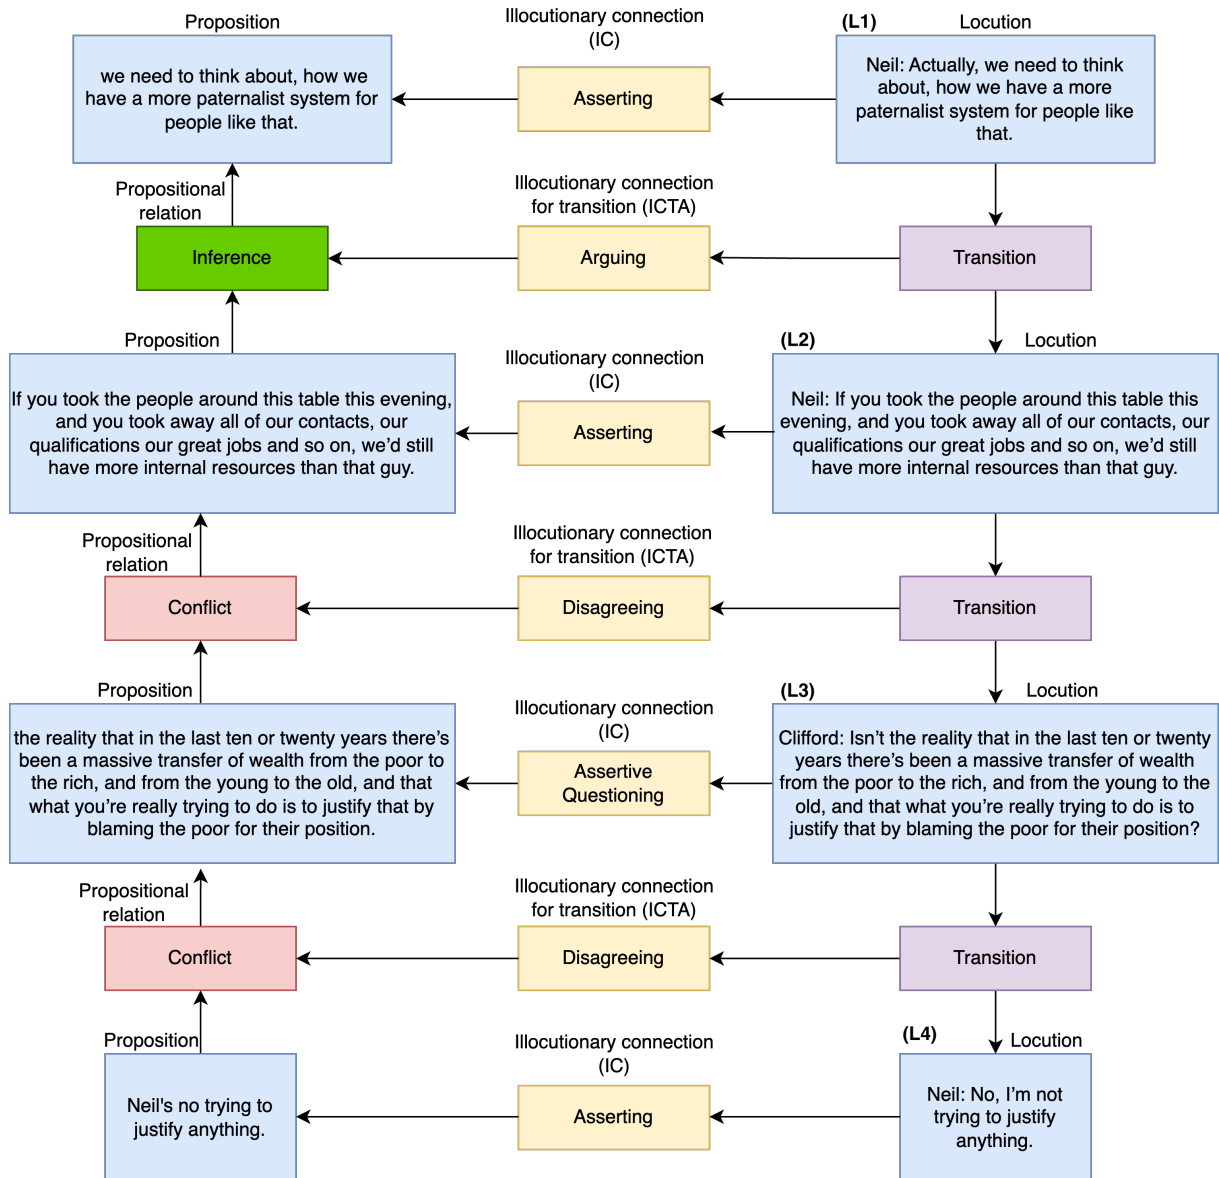 Proposition
Illocutionary connection
(IC)
(L1)
Locution
we need to think about, how we
have a more paternalist system for
people like that.
Asserting
Neil: Actually, we need to think
about, how we have a more
paternalist system for people like
that.
Propositional
relation
Illocutionary connection
for transition (ICTA)
Inference
Arguing
Transition
Proposition
Illocutionary connection
(IC)
(L2)
Locution
If you took the people around this table this evening,
and you took away all of our contacts, our
qualifications our great jobs and so on, we’d still
have more internal resources than that guy.
Asserting
Neil: If you took the people around this table this
evening, and you took away all of our contacts, our
qualifications our great jobs and so on, we’d still
have more internal resources than that guy.
Propositional
relation
Illocutionary connection
for transition (ICTA)
Conflict
Disagreeing
Transition
Proposition
Illocutionary connection
(IC)
(L3)
Locution
the reality that in the last ten or twenty years there’s
been a massive transfer of wealth from the poor to
the rich, and from the young to the old, and that
what you’re really trying to do is to justify that by
blaming the poor for their position.
Assertive
Questioning
Clifford: Isn’t the reality that in the last ten or twenty
years there’s been a massive transfer of wealth
from the poor to the rich, and from the young to the
old, and that what you’re really trying to do is to
justify that by blaming the poor for their position?
Propositional
relation
Illocutionary connection
for transition (ICTA)
Conflict
Disagreeing
Transition
Proposition
Illocutionary connection
(IC)
(L4)
Locution
Neil's no trying to
justify anything.
Asserting
Neil: No, I’m not
trying to justify
anything.